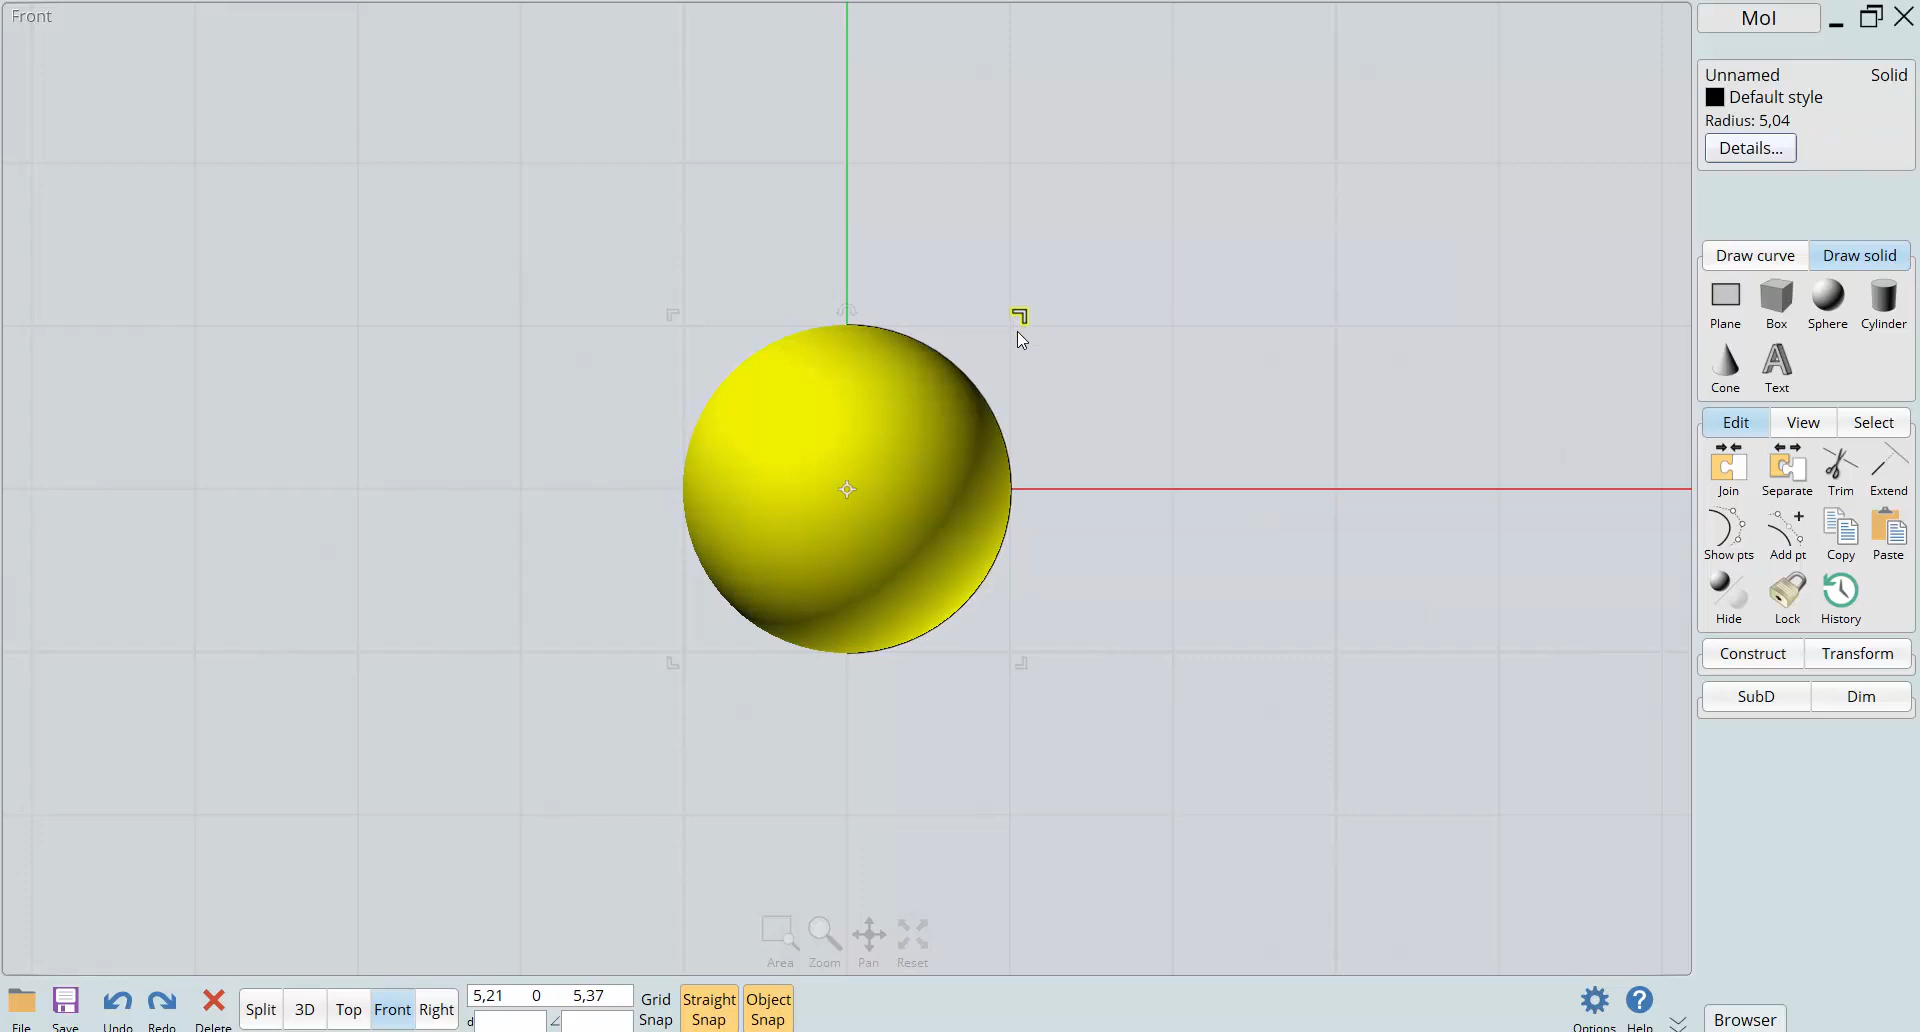 Front
MoI
Unnamed Solid
Default style
Radius: 5,04
Details...
Draw curve Draw solid
Plane Box Sphere Cylinder
Cone Text
Edit View Select
Join Separate Trim Extend
Show pts Add pt Copy Paste
Hide Lock History
Construct Transform
SubD Dim
Area Zoom Pan Reset
File Save Undo Redo Delete
Split 3D Top Front Right
5,21 0 5,37
d
Grid Snap
Straight Snap
Object Snap
Options Help
Browser